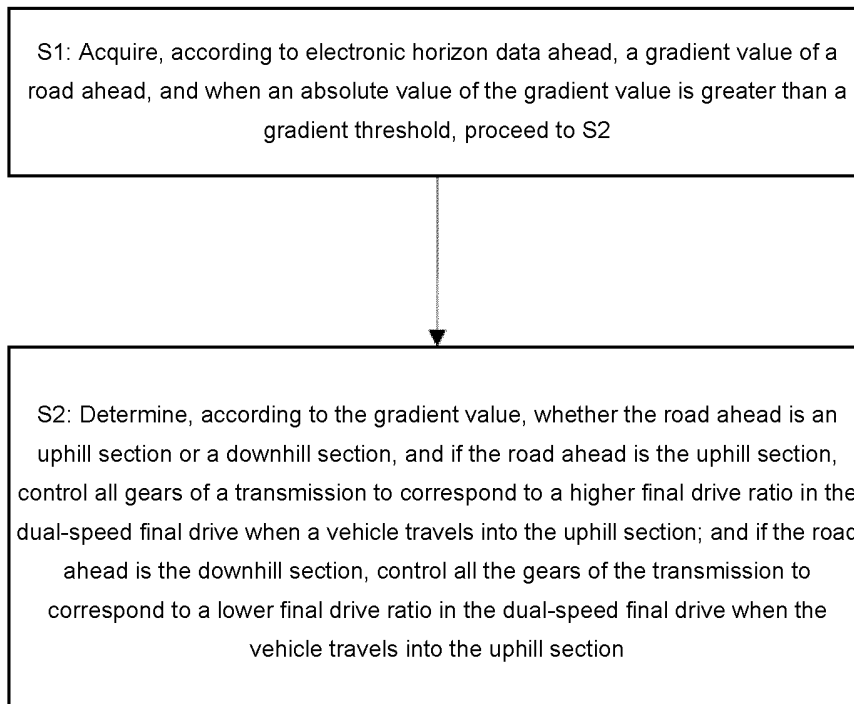 S1: Acquire, according to electronic horizon data ahead, a gradient value of a
road ahead, and when an absolute value of the gradient value is greater than a
gradient threshold, proceed to S2
S2: Determine, according to the gradient value, whether the road ahead is an
uphill section or a downhill section, and if the road ahead is the uphill section,
control all gears of a transmission to correspond to a higher final drive ratio in the
dual-speed final drive when a vehicle travels into the uphill section; and if the road
ahead is the downhill section, control all the gears of the transmission to
correspond to a lower final drive ratio in the dual-speed final drive when the
vehicle travels into the uphill section